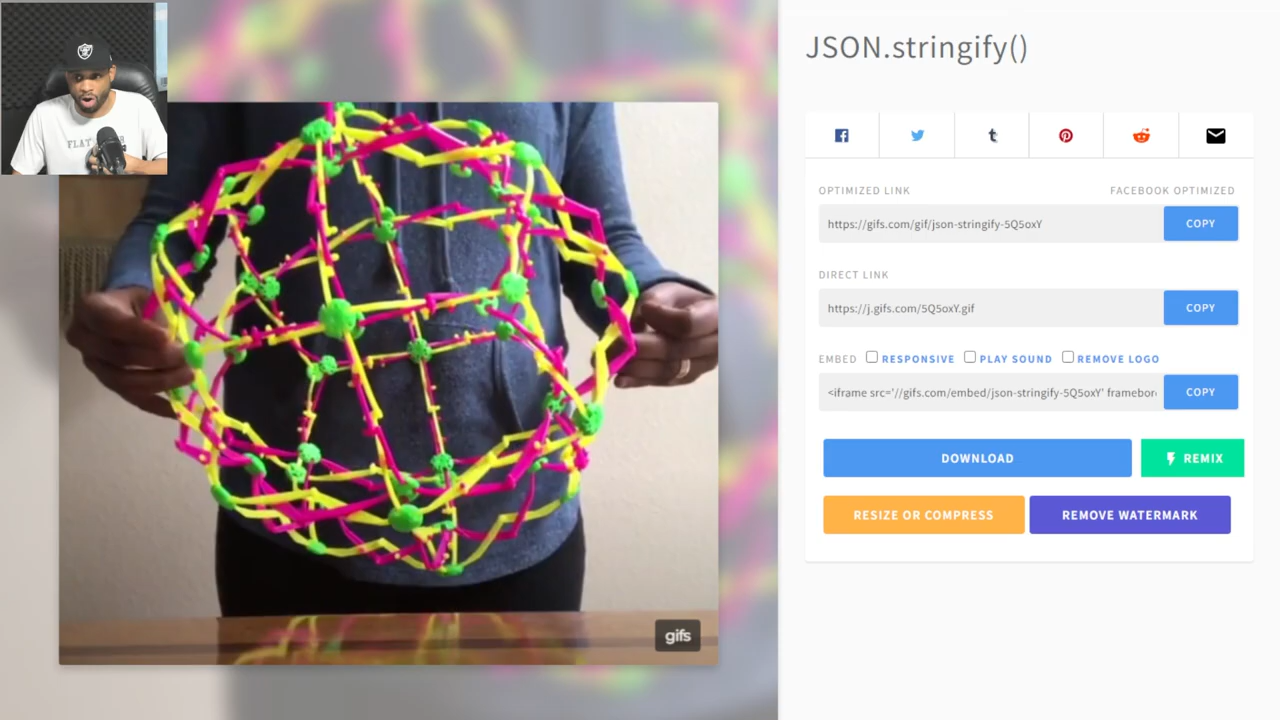 JSON.stringify()
OPTIMIZED LINK
FACEBOOK OPTIMIZED
https://gifs.com/gif/json-stringify-5Q5oxY
COPY
DIRECT LINK
https://j.gifs.com/5Q5oxY.gif
COPY
EMBED RESPONSIVE PLAY SOUND REMOVE LOGO
<iframe src='//gifs.com/embed/json-stringify-5Q5oxY'
COPY
DOWNLOAD
REMIX
RESIZE OR COMPRESS
REMOVE WATERMARK
gifs